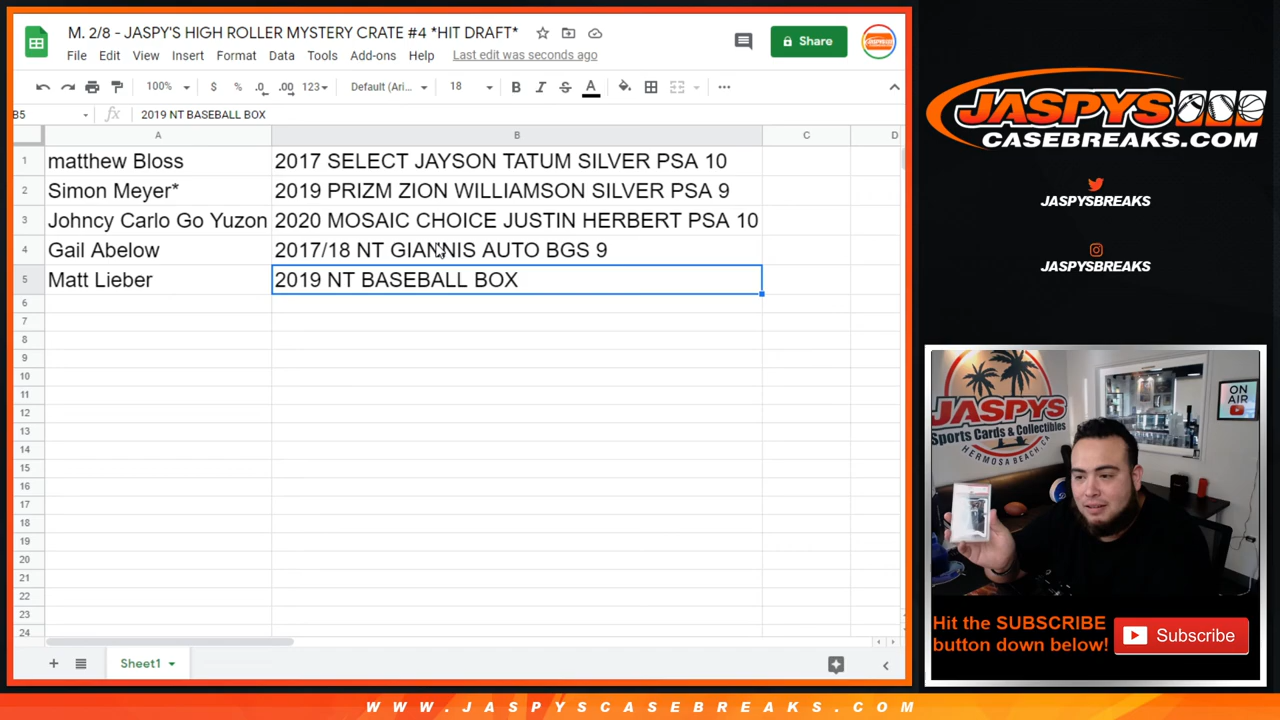 M. 2/8 - JASPY'S HIGH ROLLER MYSTERY CRATE #4 *HIT DRAFT*
File Edit View Insert Format Data Tools Add-ons Help Last edit was seconds ago
Share
100% $ % .0 .00 123 Default (Ari... 18 B I S A
B5 fx 2019 NT BASEBALL BOX
A B C D
1 matthew Bloss 2017 SELECT JAYSON TATUM SILVER PSA 10
2 Simon Meyer* 2019 PRIZM ZION WILLIAMSON SILVER PSA 9
3 Johncy Carlo Go Yuzon 2020 MOSAIC CHOICE JUSTIN HERBERT PSA 10
4 Gail Abelow 2017/18 NT GIANNIS AUTO BGS 9
5 Matt Lieber 2019 NT BASEBALL BOX
6
7
8
9
10
11
12
13
14
15
16
17
18
19
20
21
22
23
24
Sheet1
JASPYS
CASEBREAKS.COM
JASPYSBREAKS
JASPYSBREAKS
JASPYS
Sports Cards & Collectibles
HERMOSA BEACH, CA
ON AIR
Hit the SUBSCRIBE
button down below!
Subscribe
WWW.JASPYSCASEBREAKS.COM